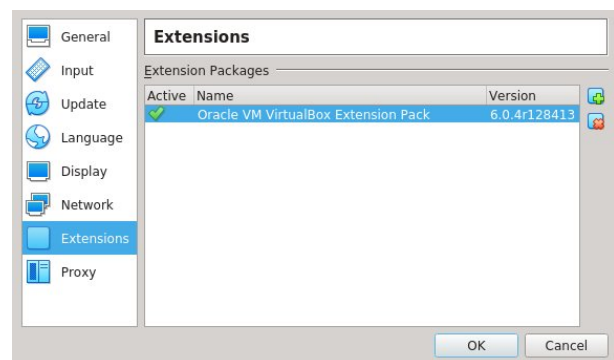 General
Input
Update
Language
Display
Network
Extensions
Proxy
Extensions
Extension Packages
Active Name Version
Oracle VM VirtualBox Extension Pack 6.0.4r128413
OK Cancel